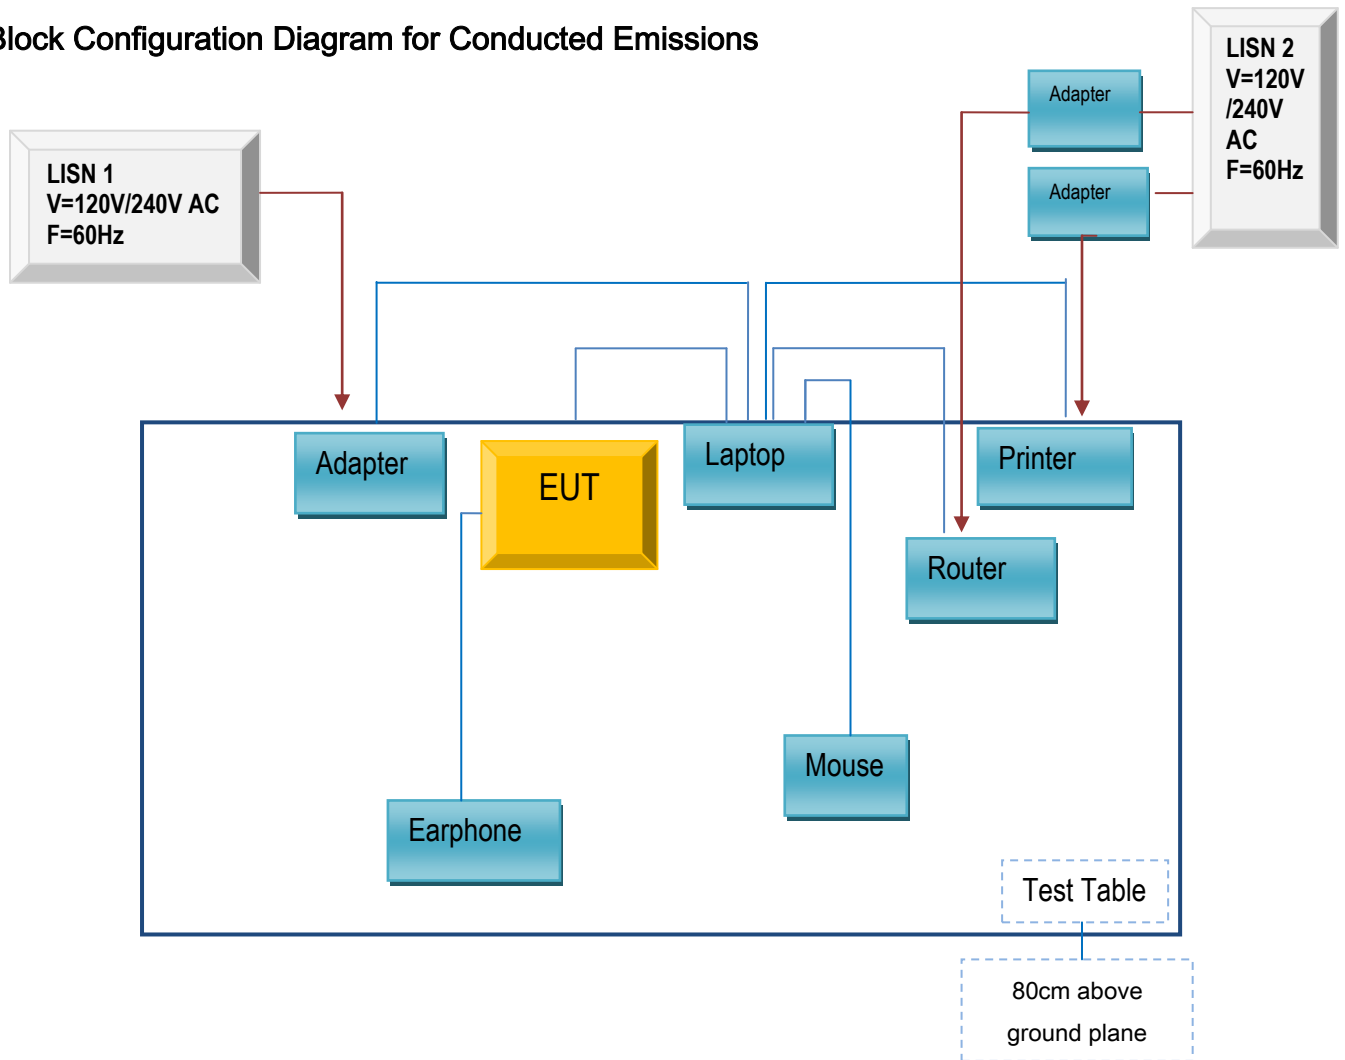 Block Configuration Diagram for Conducted Emissions
LISN 2
V=120V
/240V
AC
F=60Hz
Adapter
Adapter
LISN 1
V=120V/240V AC
F=60Hz
Adapter
EUT
Laptop
Printer
Router
Mouse
Earphone
Test Table
80cm above
ground plane